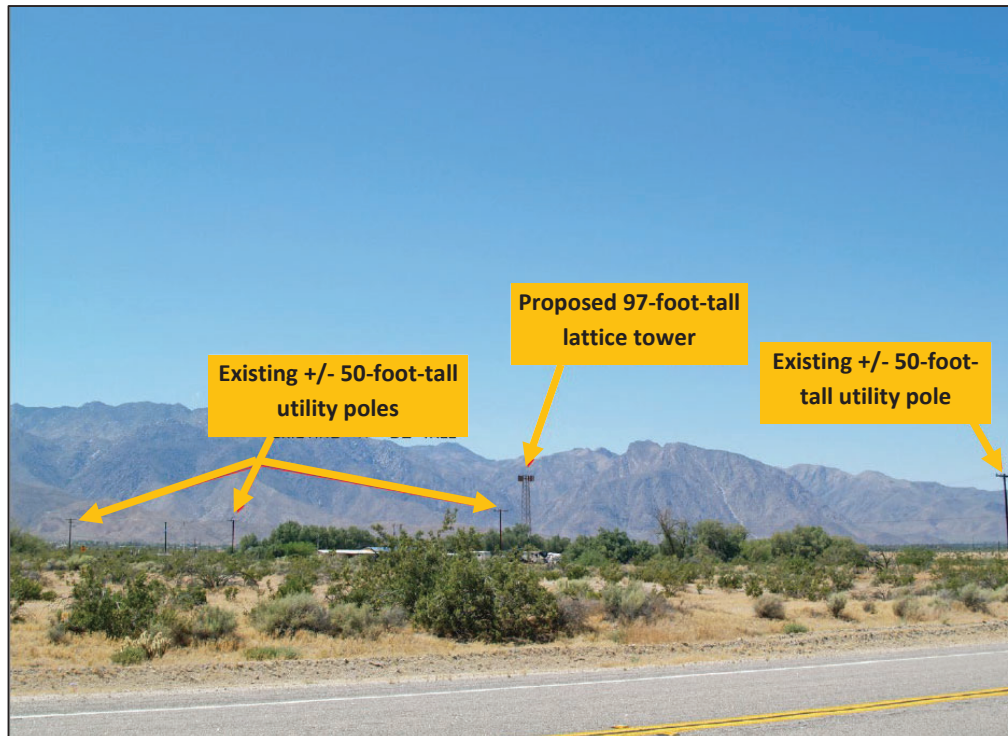 Proposed 97-foot-tall
lattice tower
Existing +/- 50-foot-tall
utility poles
Existing +/- 50-foot-
tall utility pole